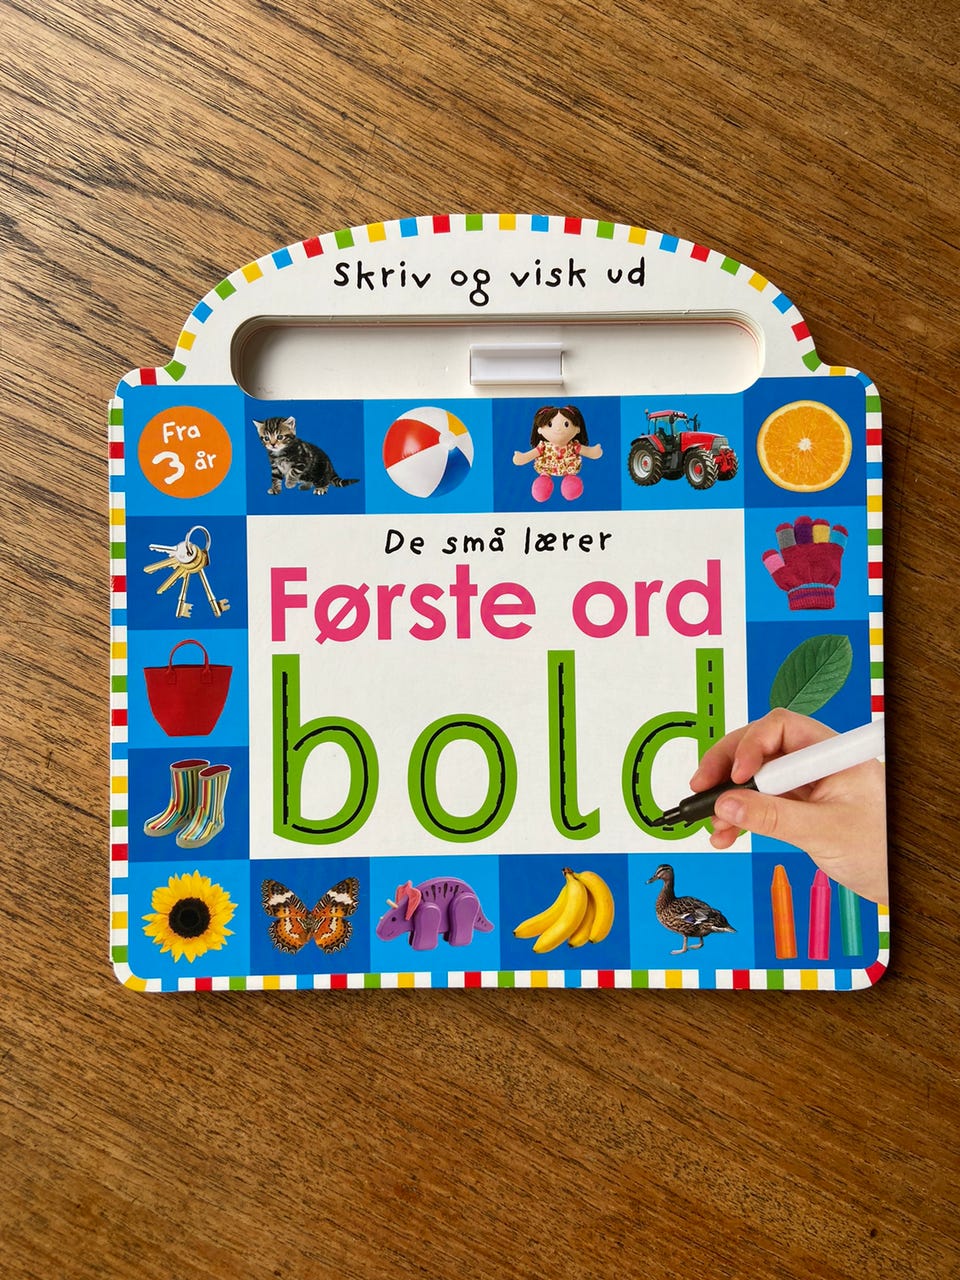 Skriv og visk ud
Fra
3 år
De små lærer
Første ord
bold